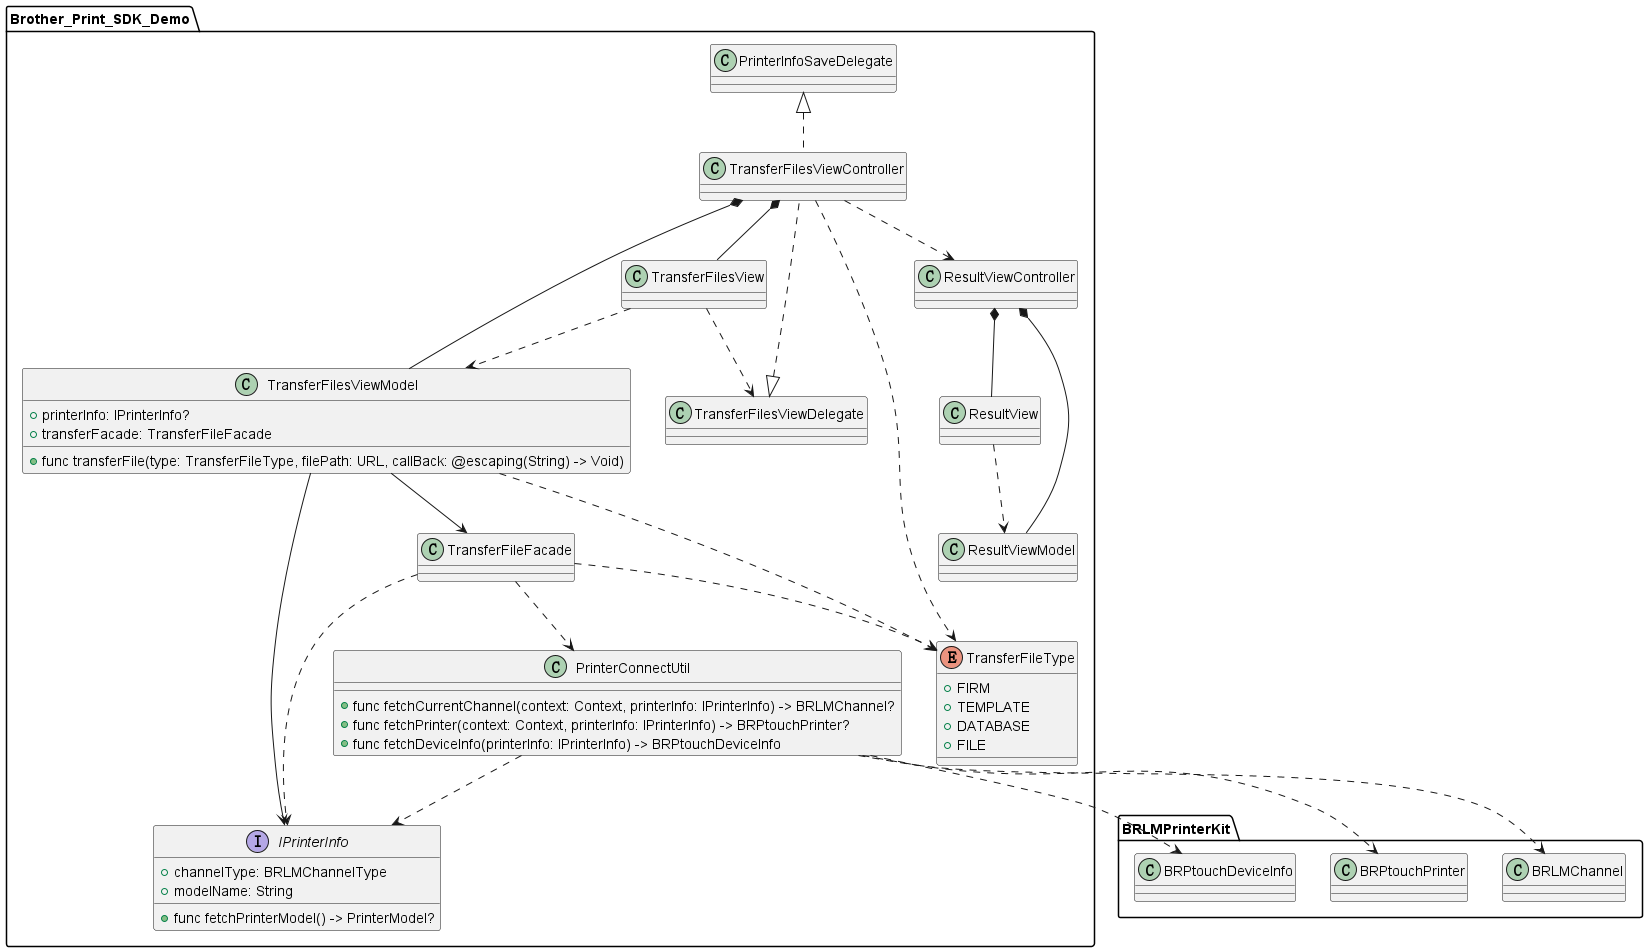 Brother_Print_SDK_Demo
C PrinterInfoSaveDelegate
C TransferFilesViewController
C TransferFilesView
C ResultViewController
C TransferFilesViewModel
printerInfo: IPrinterInfo?
transferFacade: TransferFileFacade
func transferFile(type: TransferFileType, filePath: URL, callBack: @escaping(String) -> Void)
C TransferFilesViewDelegate
C ResultView
C TransferFileFacade
C ResultViewModel
C PrinterConnectUtil
func fetchCurrentChannel(context: Context, printerInfo: IPrinterInfo) -> BRLMChannel?
func fetchPrinter(context: Context, printerInfo: IPrinterInfo) -> BRPtouchPrinter?
func fetchDeviceInfo(printerInfo: IPrinterInfo) -> BRPtouchDeviceInfo
E TransferFileType
FIRM
TEMPLATE
DATABASE
FILE
I IPrinterInfo
channelType: BRLMChannelType
modelName: String
func fetchPrinterModel() -> PrinterModel?
BRLMPrinterKit
C BRPtouchDeviceInfo
C BRPtouchPrinter
C BRLMChannel